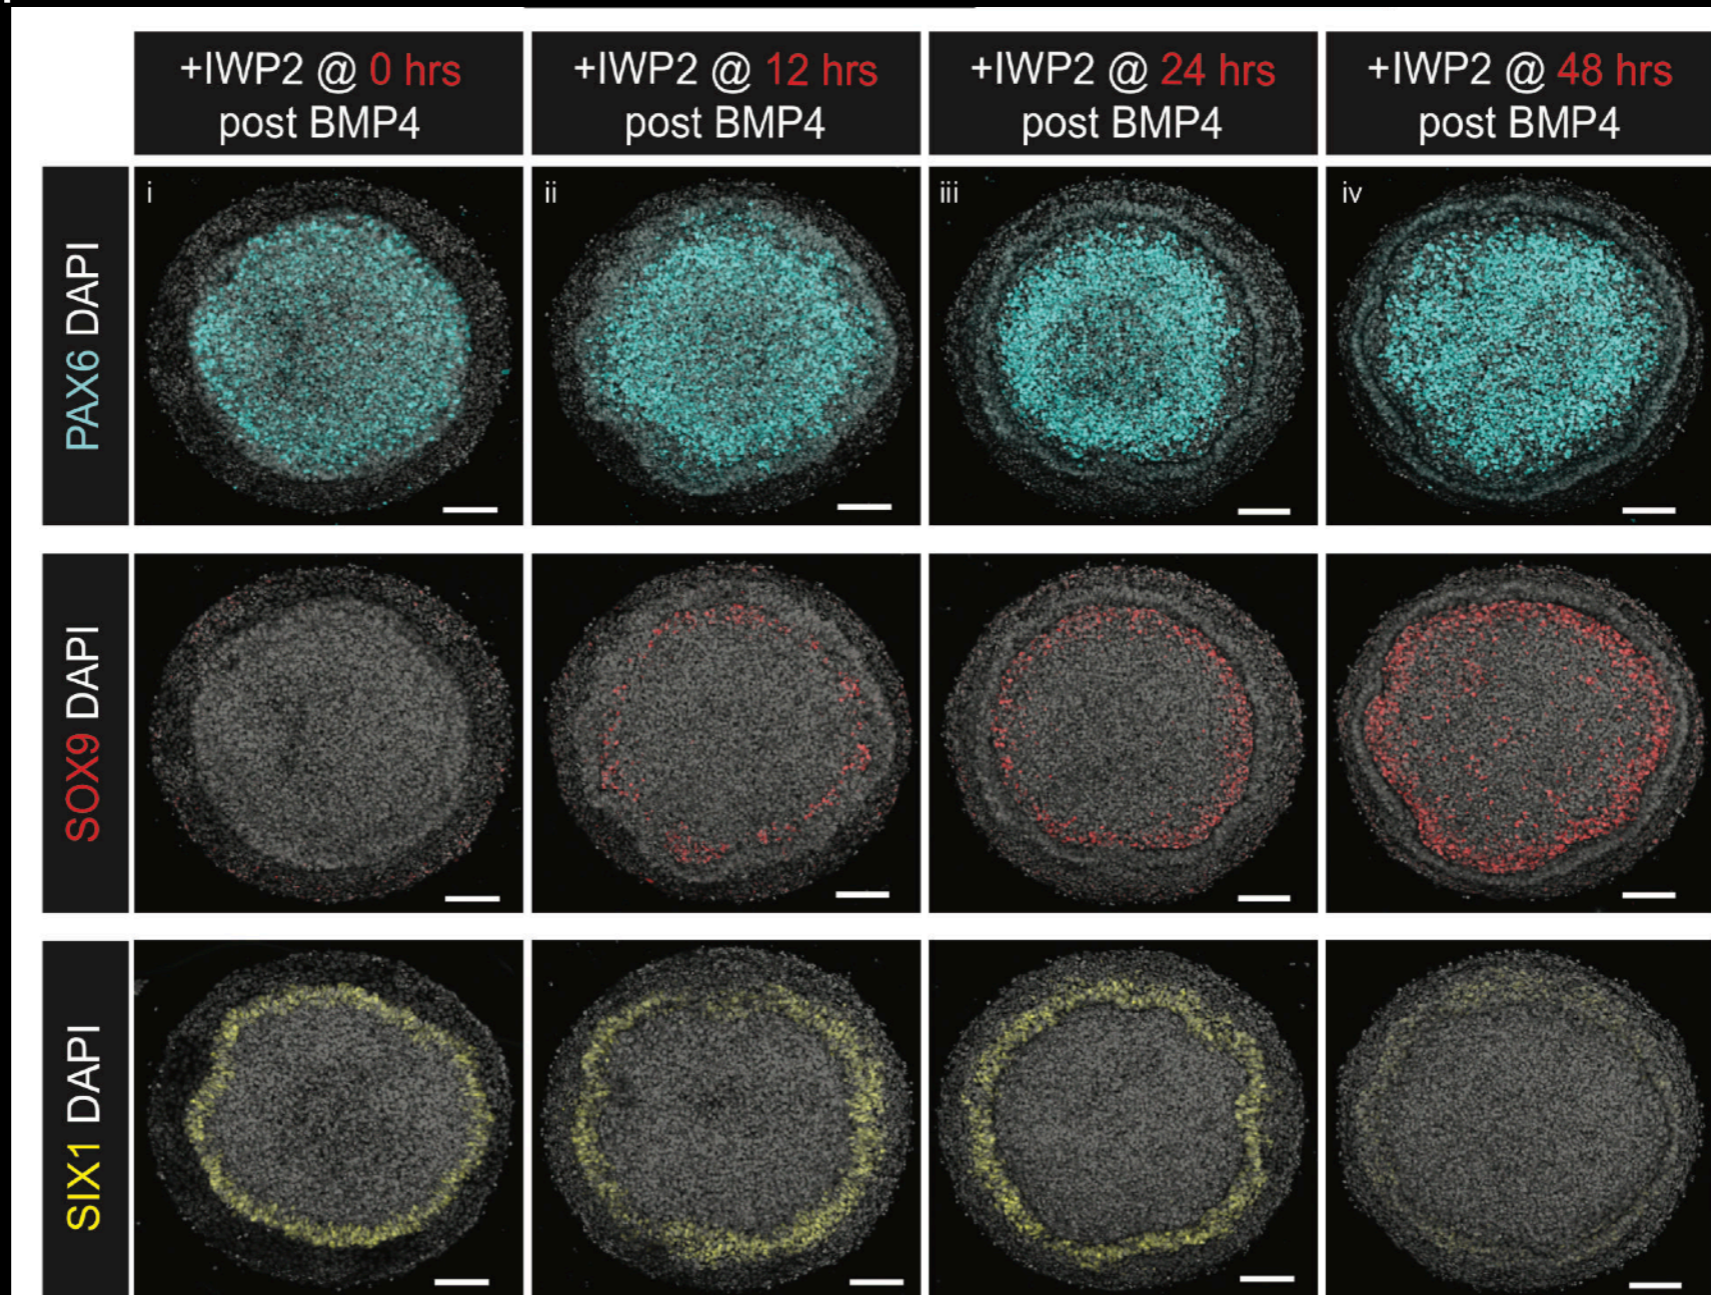 +IWP2 @ 0 hrs
post BMP4
+IWP2 @ 12 hrs
post BMP4
+IWP2 @ 24 hrs
post BMP4
+IWP2 @ 48 hrs
post BMP4
PAX6 DAPI
i
ii
iii
iv
SOX9 DAPI
SIX1 DAPI